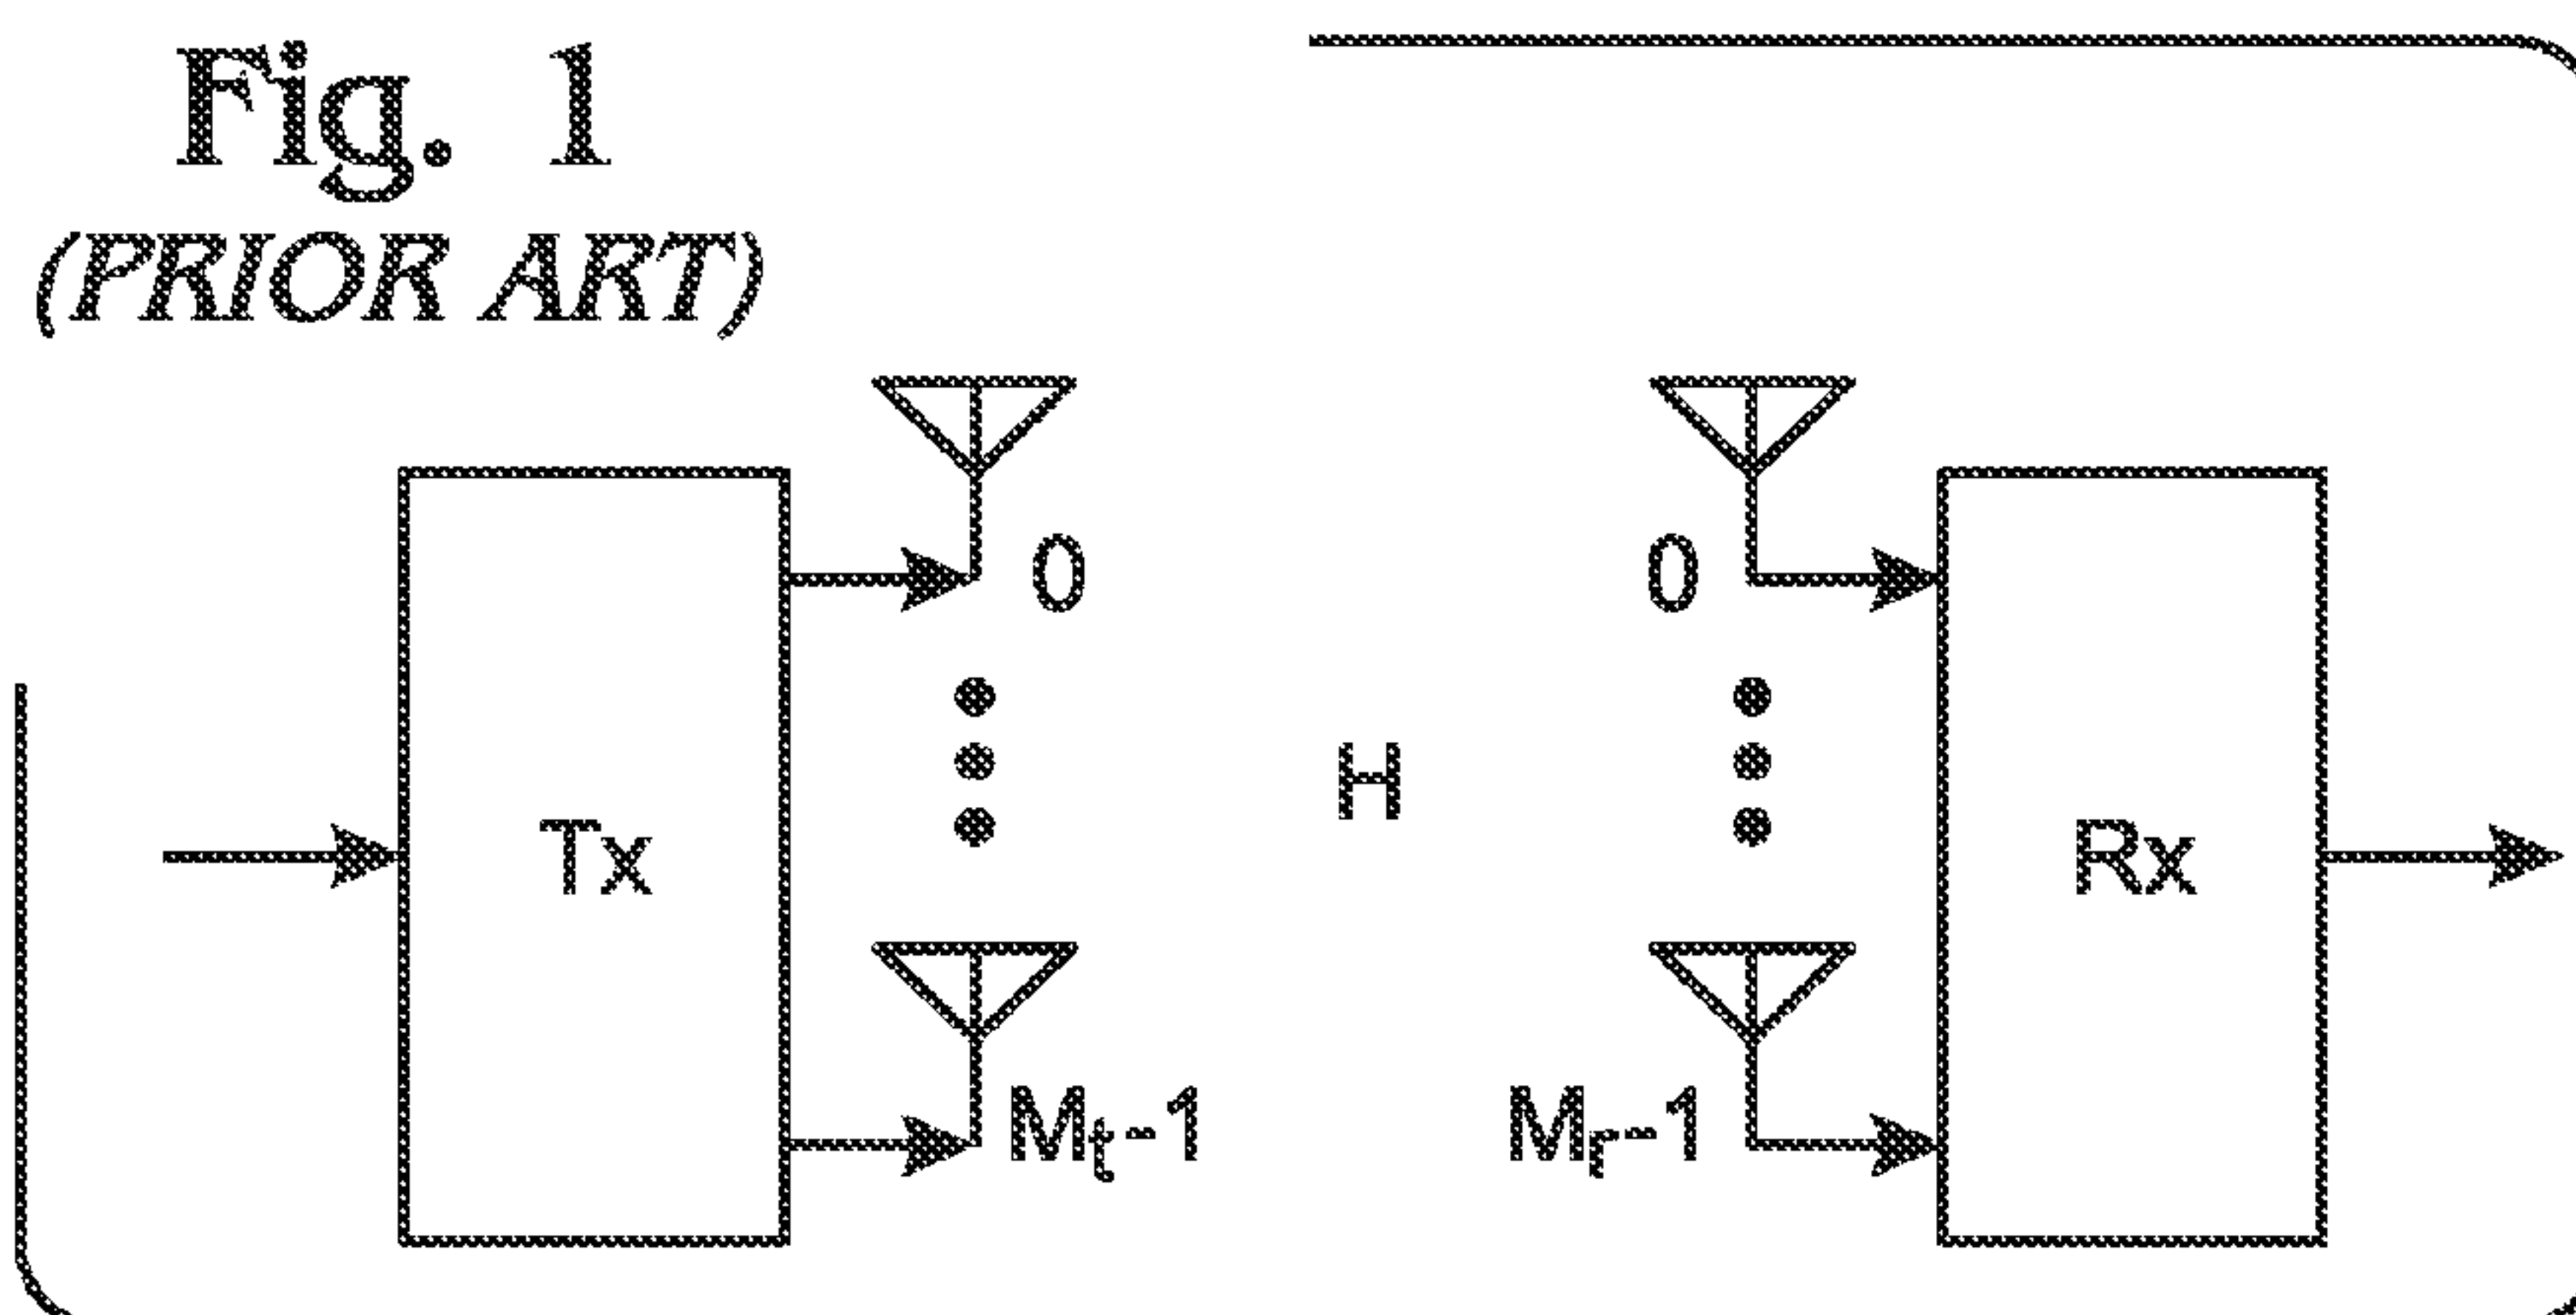 Fig. 1
(PRIOR ART)
0
0
H
Tx
Rx
Mₜ-1
Mᵣ-1